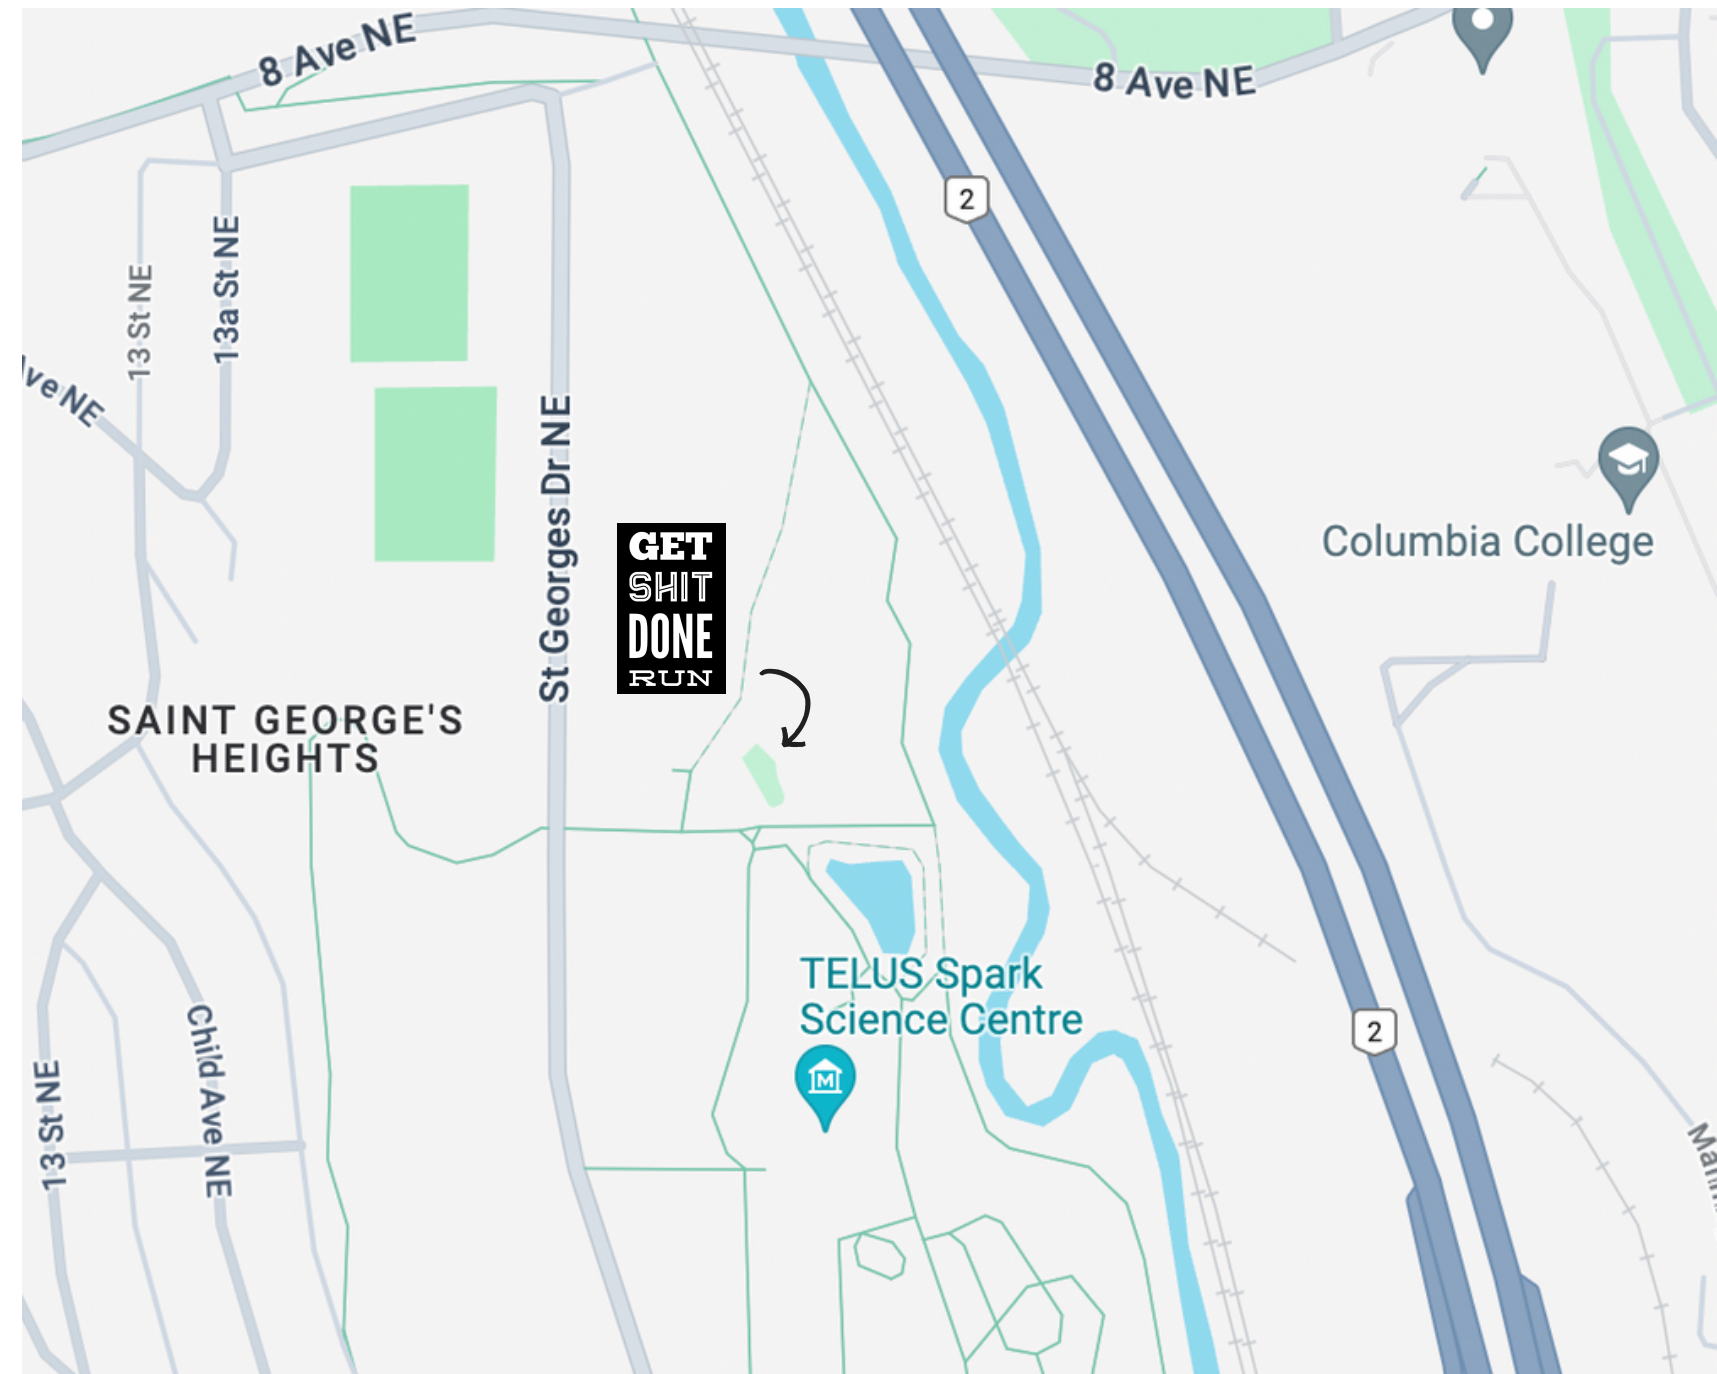 8 Ave NE
8 Ave NE
2
13 St NE
13a St NE
ve NE
St Georges Dr NE
Columbia College
GET
SHIT
DONE
RUN
SAINT GEORGE'S
HEIGHTS
TELUS Spark
Science Centre
M
2
13 St NE
Child Ave NE